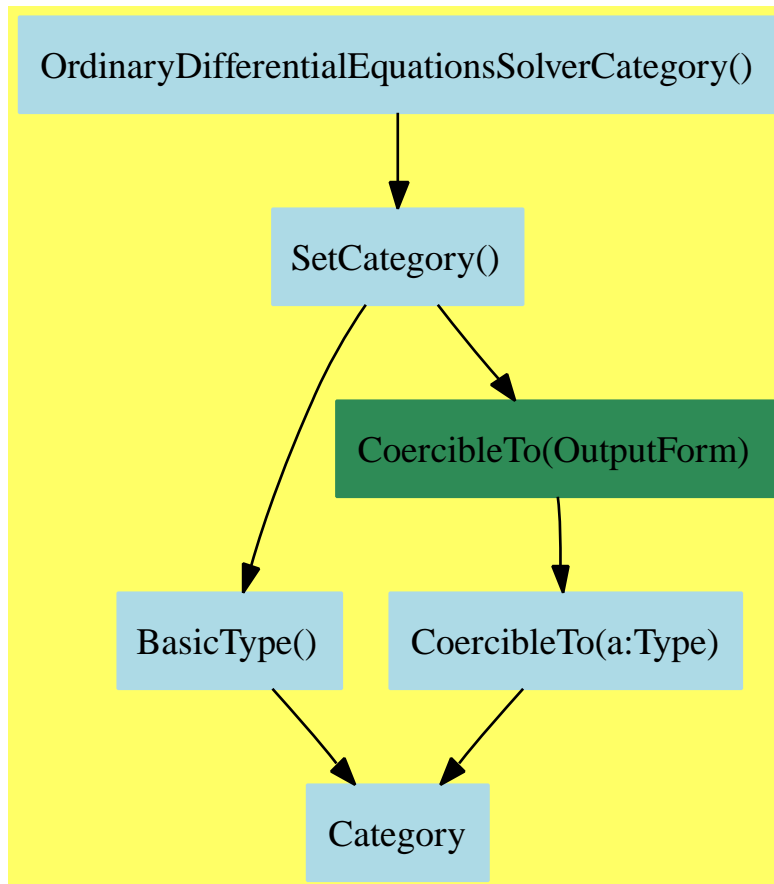 OrdinaryDifferentialEquationsSolverCategory()
SetCategory()
CoercibleTo(OutputForm)
BasicType()
CoercibleTo(a:Type)
Category